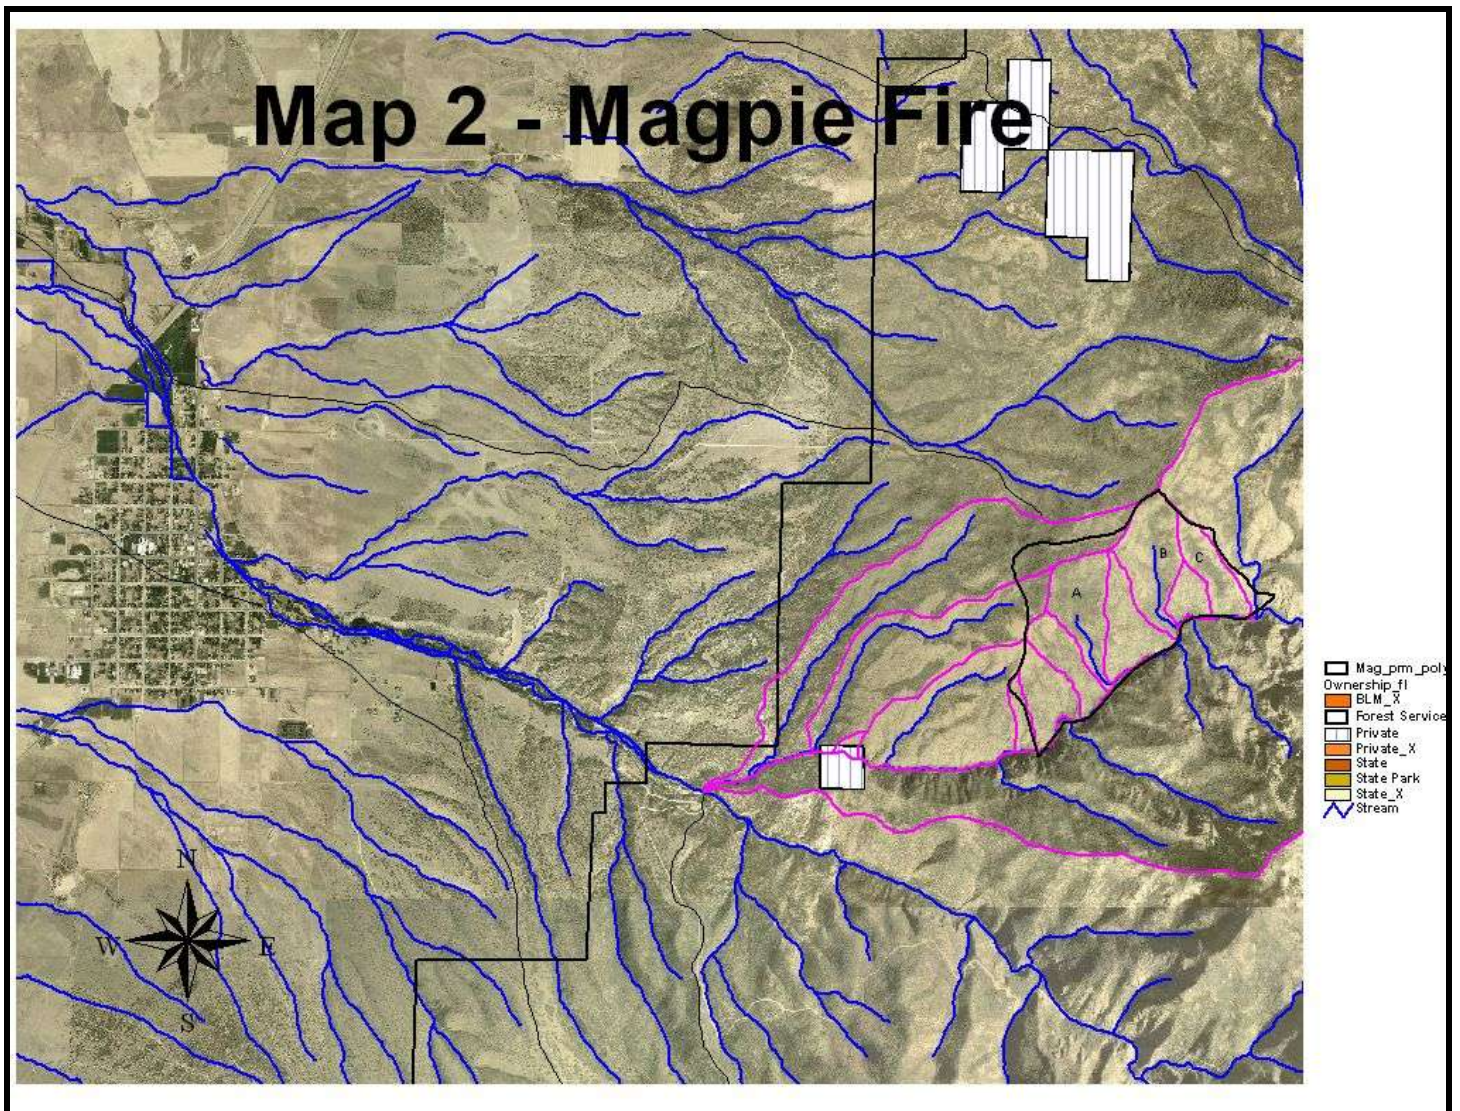 Map 2 - Magpie Fire
B
C
A
Mag_prm_poly
Ownership_fl
BLM_X
Forest Service
Private
Private_X
State
State Park
State_X
Stream
N
W E
S